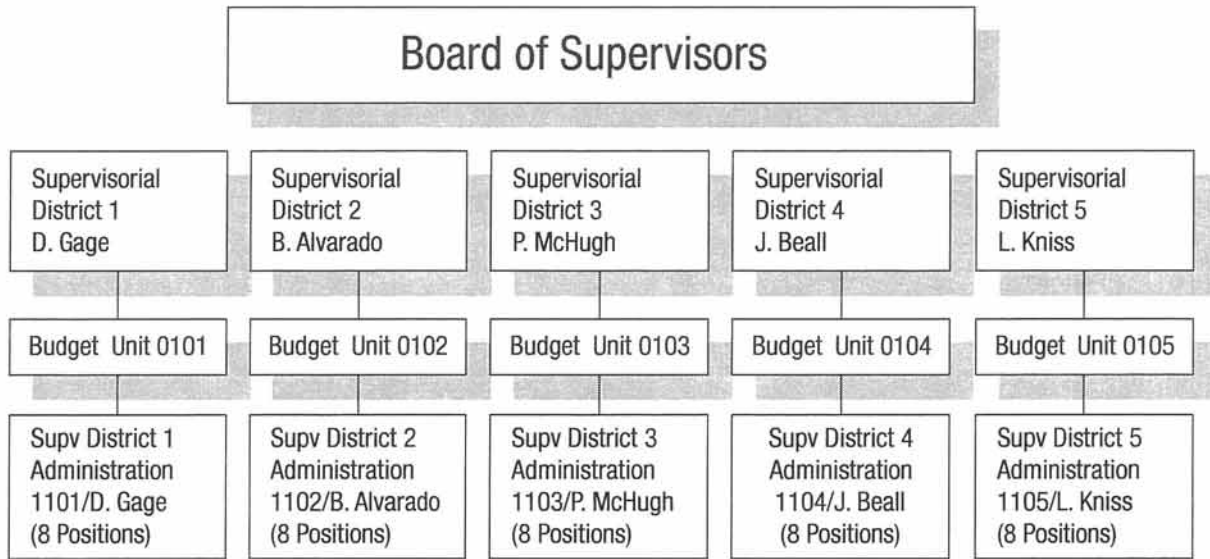 Board of Supervisors
Supervisorial
District 1
D. Gage
Supervisorial
District 2
B. Alvarado
Supervisorial
District 3
P. McHugh
Supervisorial
District 4
J. Beall
Supervisorial
District 5
L. Kniss
Budget Unit 0101
Budget Unit 0102
Budget Unit 0103
Budget Unit 0104
Budget Unit 0105
Supv District 1
Administration
1101/D. Gage
(8 Positions)
Supv District 2
Administration
1102/B. Alvarado
(8 Positions)
Supv District 3
Administration
1103/P. McHugh
(8 Positions)
Supv District 4
Administration
1104/J. Beall
(8 Positions)
Supv District 5
Administration
1105/L. Kniss
(8 Positions)